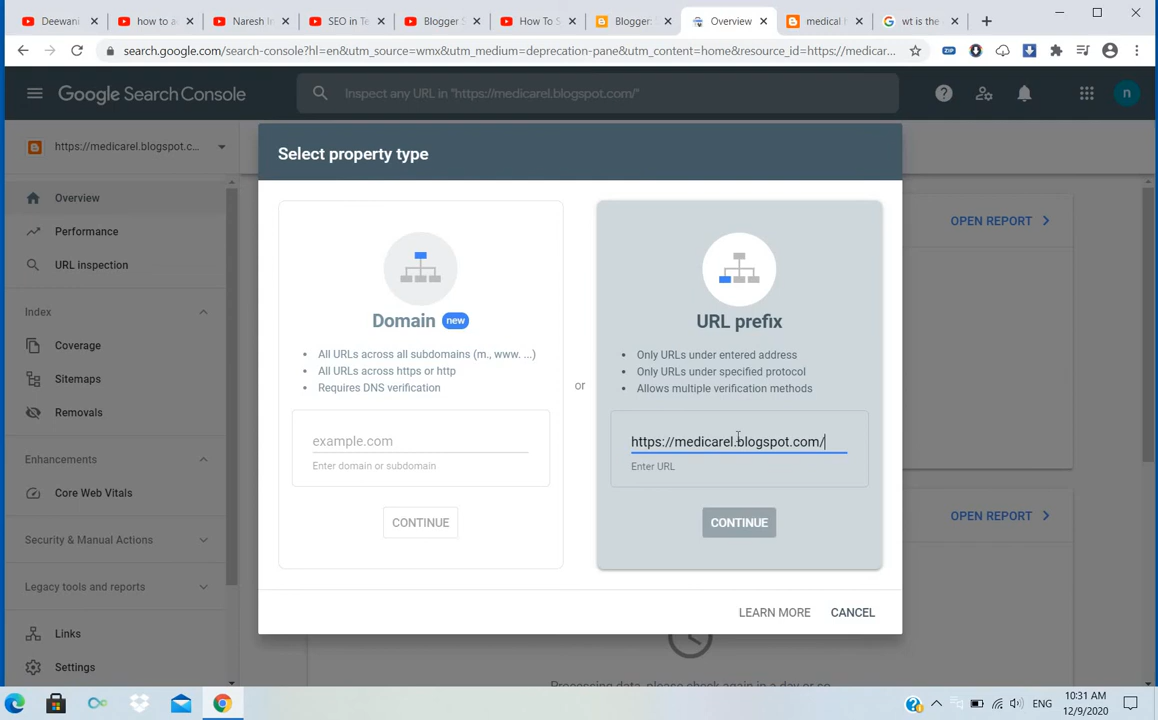 Deewani
how to a
Naresh In
SEO in Te
Blogger S
How To S
Blogger:
Overview
medical b
wt is the
search.google.com/search-console?hl=en&utm_source=wmx&utm_medium=deprecation-pane&utm_content=home&resource_id=https://medicar...
ZIP
Google Search Console
Inspect any URL in "https://medicarel.blogspot.com/"
n
https://medicarel.blogspot.c...
Overview
Performance
URL inspection
Index
Coverage
Sitemaps
Removals
Enhancements
Core Web Vitals
Security & Manual Actions
Legacy tools and reports
Links
Settings
Select property type
Domain new
All URLs across all subdomains (m., www. ...)
All URLs across https or http
Requires DNS verification
example.com
Enter domain or subdomain
CONTINUE
or
URL prefix
Only URLs under entered address
Only URLs under specified protocol
Allows multiple verification methods
https://medicarel.blogspot.com/
Enter URL
CONTINUE
LEARN MORE
CANCEL
OPEN REPORT
OPEN REPORT
Processing data, please check again in a day or so
ENG
10:31 AM
12/9/2020